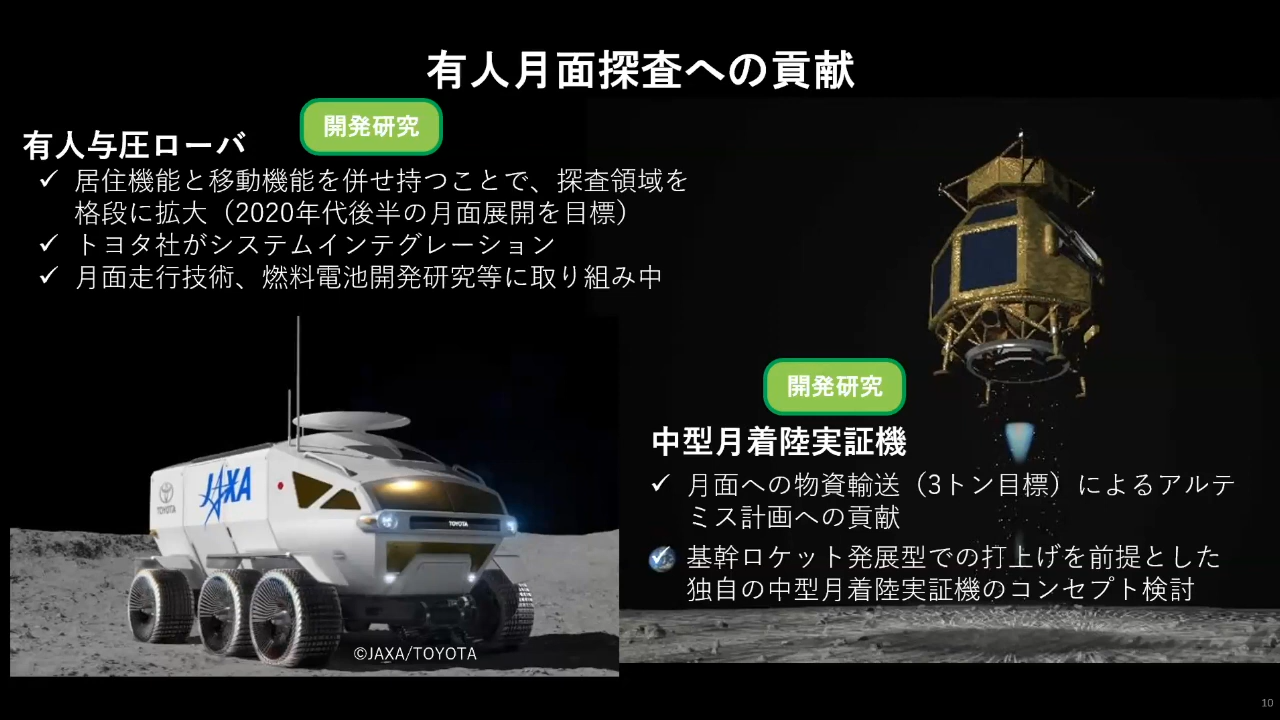 有人月面探査への貢献
開発研究
有人与圧ローバ
✓ 居住機能と移動機能を併せ持つことで、探査領域を
格段に拡大（2020年代後半の月面展開を目標）
✓ トヨタ社がシステムインテグレーション
✓ 月面走行技術、燃料電池開発研究等に取り組み中
TOYOTA
JAXA
TOYOTA
©JAXA/TOYOTA
開発研究
中型月着陸実証機
✓ 月面への物資輸送（3トン目標）によるアルテ
ミス計画への貢献
✓ 基幹ロケット発展型での打上げを前提とした
独自の中型月着陸実証機のコンセプト検討
10